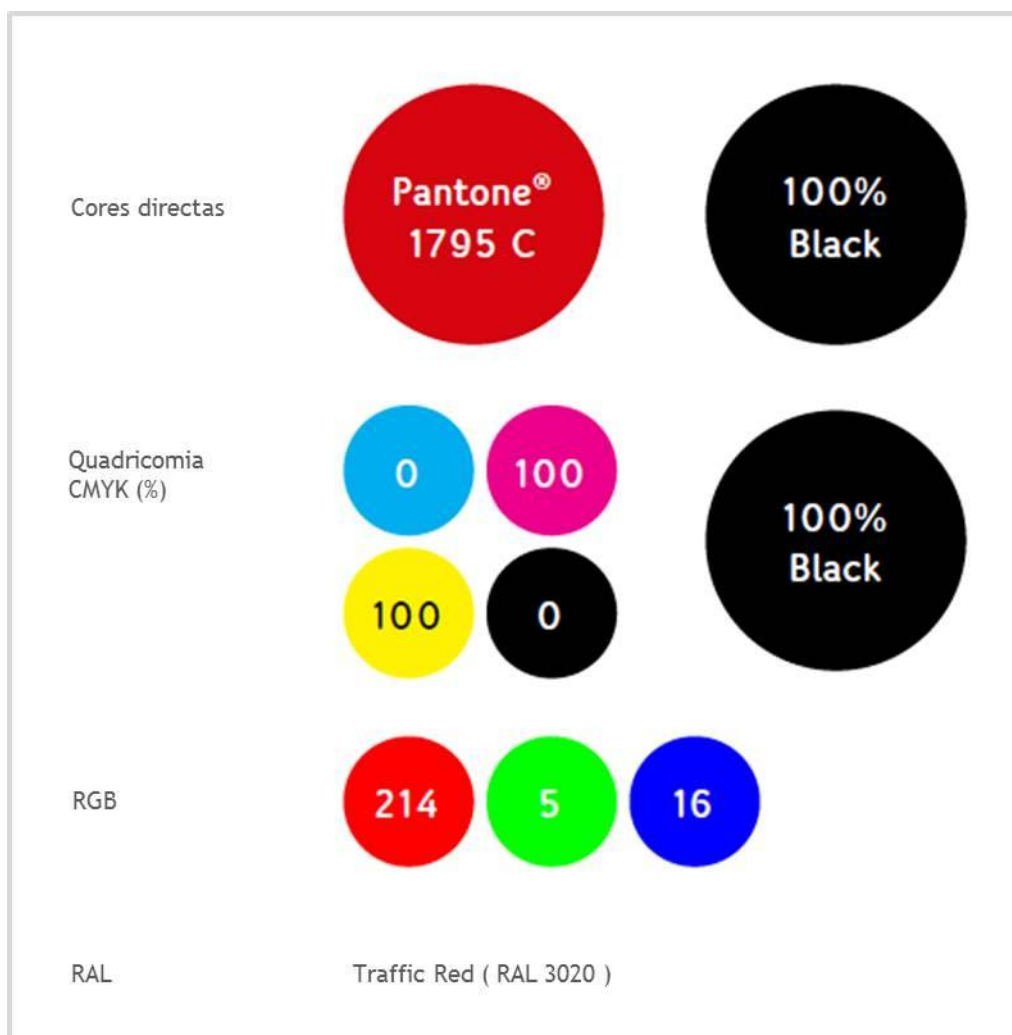 Cores directas
Pantone®
1795 C
100%
Black
Quadricomia
CMYK (%)
0
100
100
0
100%
Black
RGB
214
5
16
RAL
Traffic Red ( RAL 3020 )